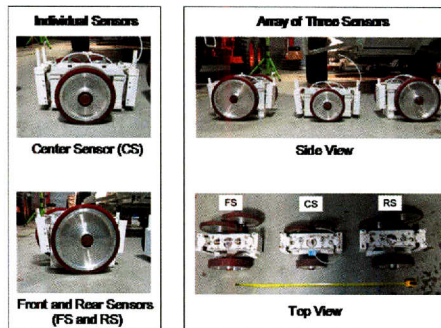 Individual Sensors
Center Sensor (CS)
Front and Rear Sensors
(FS and RS)
Array of Three Sensors
Side View
FS
CS
RS
Top View